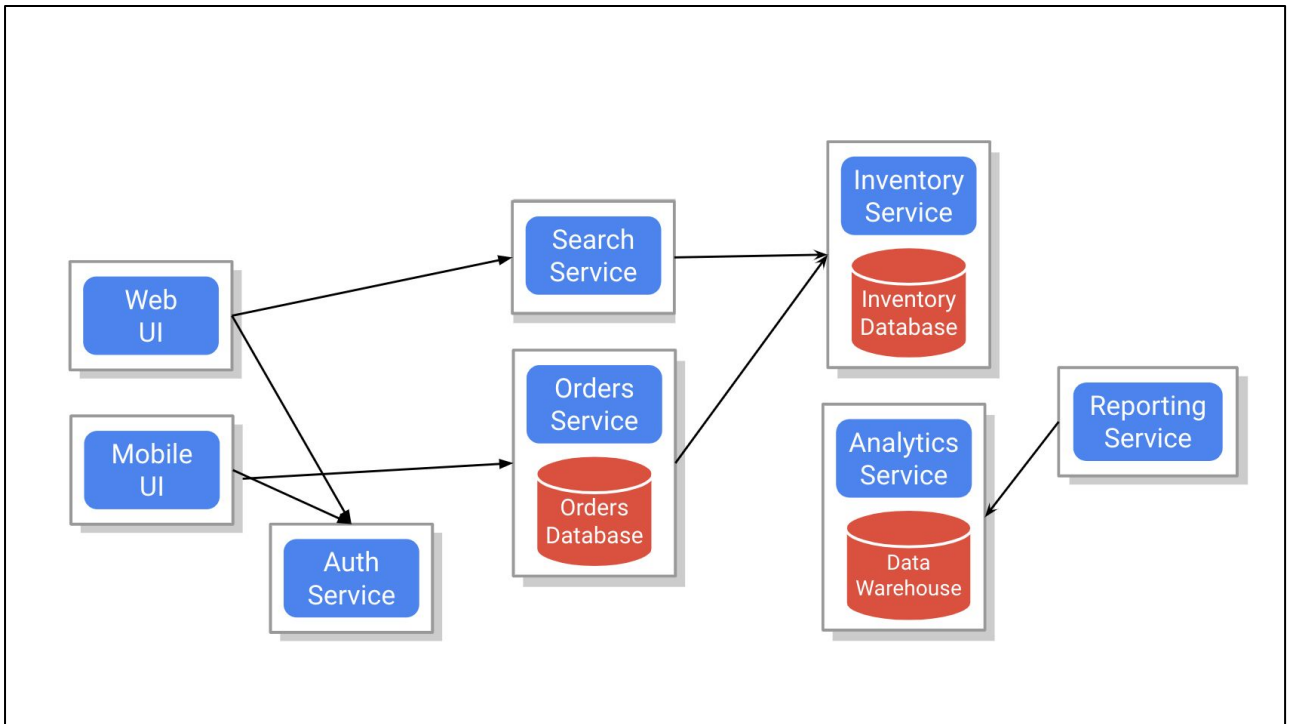 Web
UI
Mobile
UI
Auth
Service
Search
Service
Orders
Service
Orders
Database
Inventory
Service
Inventory
Database
Analytics
Service
Data
Warehouse
Reporting
Service